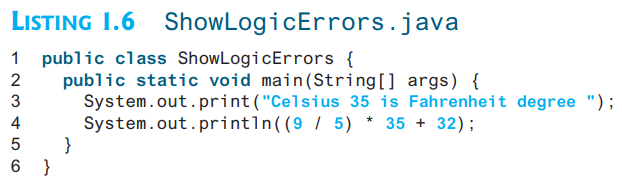 LISTING 1.6 ShowLogicErrors.java
1 public class ShowLogicErrors {
2   public static void main(String[] args) {
3     System.out.print("Celsius 35 is Fahrenheit degree ");
4     System.out.println((9 / 5) * 35 + 32);
5   }
6 }